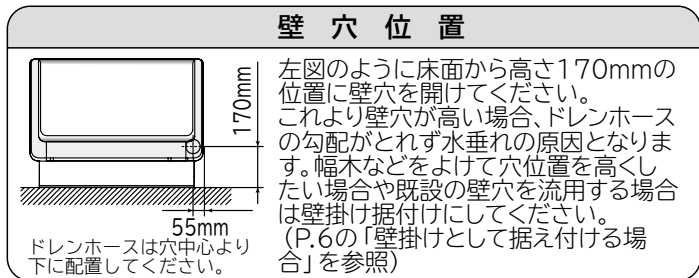 壁穴位置
170mm
55mm
ドレンホースは穴中心より
下に配置してください。
左図のように床面から高さ170mmの
位置に壁穴を開けてください。
これより壁穴が高い場合、ドレンホース
の勾配がとれず水垂れの原因となりま
す。幅木などをよけて穴位置を高くし
たい場合や既設の壁穴を流用する場合
は壁掛け据付けにしてください。
(P.6の「壁掛けとして据え付ける場
合」を参照)